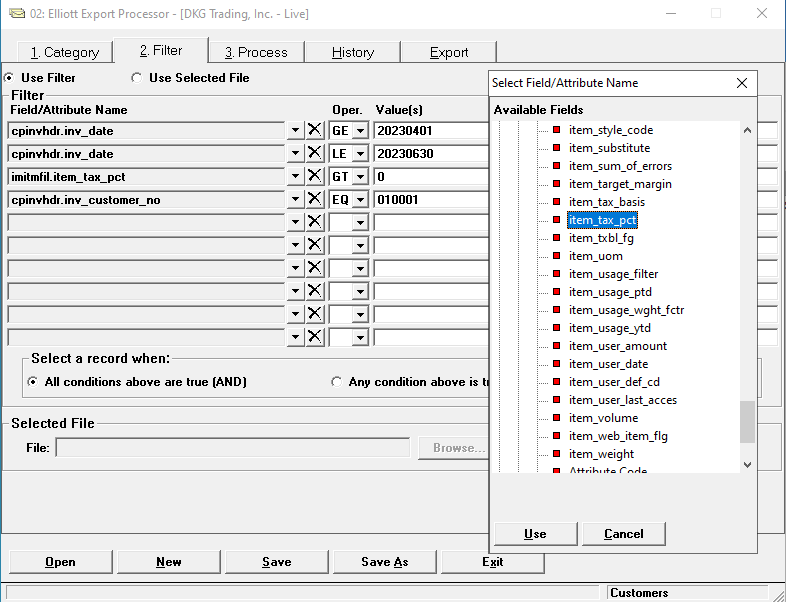 02: Elliott Export Processor - [DKG Trading, Inc. - Live]
1. Category
2. Filter
3. Process
History
Export
Use Filter
Use Selected File
Filter
Field/Attribute Name
Oper.
Value(s)
cpinvhdr.inv_date GE 20230401
cpinvhdr.inv_date LE 20230630
imitmfil.item_tax_pct GT 0
cpinvhdr.inv_customer_no EQ 010001
Select a record when:
All conditions above are true (AND)
Any condition above is
Selected File
File:
Browse...
Open
New
Save
Save As
Exit
Customers
Select Field/Attribute Name
Available Fields
item_style_code
item_substitute
item_sum_of_errors
item_target_margin
item_tax_basis
item_tax_pct
item_txbl_fg
item_uom
item_usage_filter
item_usage_ptd
item_usage_wght_fctr
item_usage_ytd
item_user_amount
item_user_date
item_user_def_cd
item_user_last_acces
item_volume
item_web_item_flg
item_weight
Attribute Code
Use
Cancel